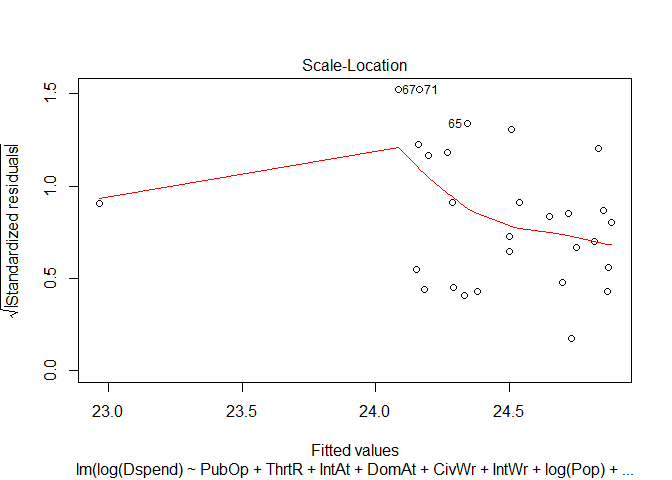 Scale-Location
1.5
1.0
0.5
0.0
√|Standardized residuals|
67
71
65
23.0 23.5 24.0 24.5
Fitted values
lm(log(Dspend) ~ PubOp + ThrtR + IntAt + DomAt + CivWr + IntWr + log(Pop) + ...